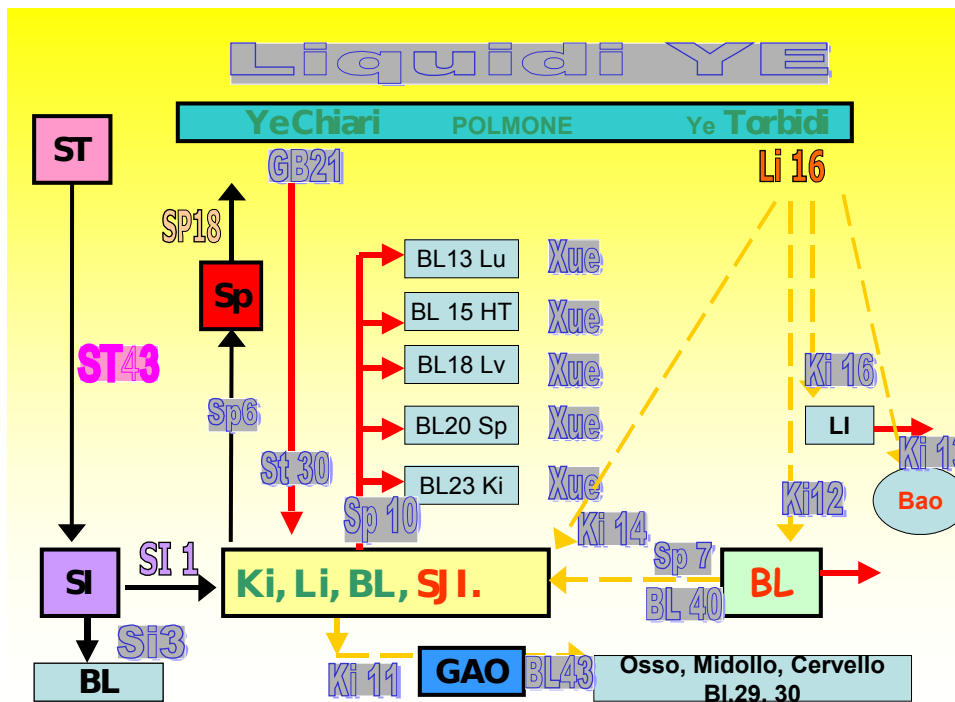 Liquidi YE
YeChiari POLMONE Ye Torbidi
ST
GB21
Li 16
SP18
BL13 Lu Xue
Sp
BL 15 HT Xue
ST43
BL18 Lv Xue
Ki 16
Sp6
BL20 Sp Xue
LI
Ki 13
St 30
BL23 Ki Xue
Ki12
Bao
Sp 10
Ki 14
SI 1
Sp 7
SI
Ki, Li, BL, SJ I.
BL
BL 40
Si3
BL
Ki 11
GAO
BL43
Osso, Midollo, Cervello
Bl.29. 30